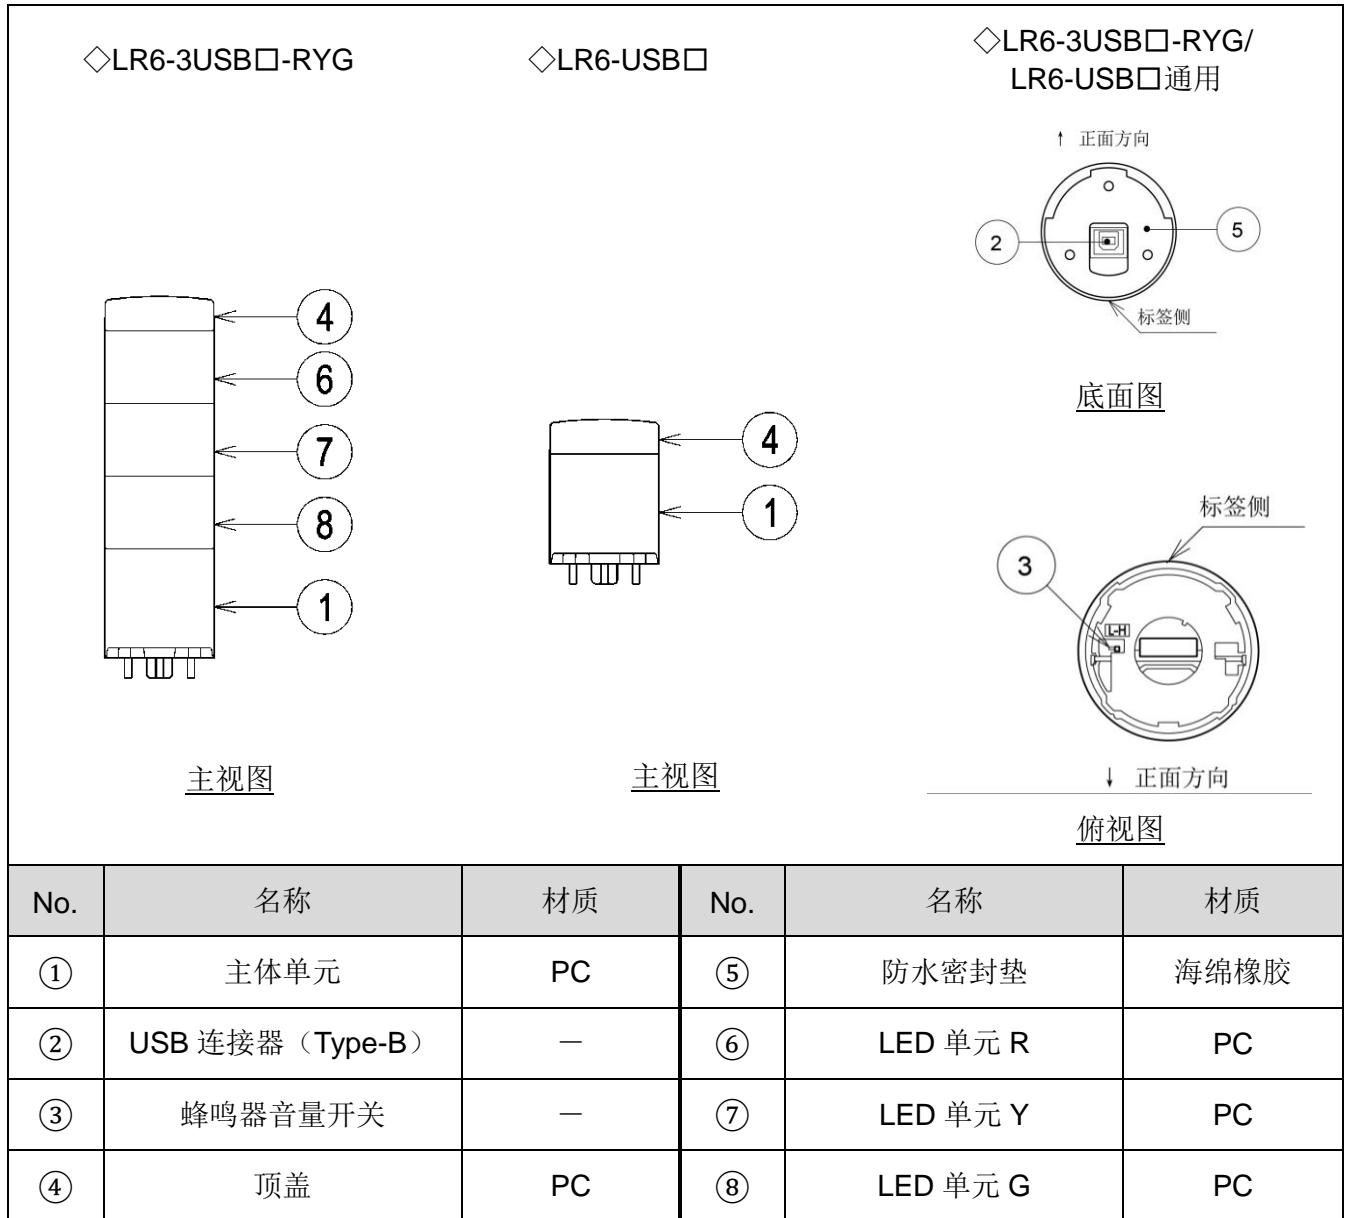 ◇LR6-3USB□-RYG
◇LR6-USB□
◇LR6-3USB□-RYG/
LR6-USB□通用
↑ 正面方向
2
5
标签侧
底面图
4
6
7
8
1
主视图
4
1
主视图
标签侧
3
L-H
↓ 正面方向
俯视图
No. 名称 材质 No. 名称 材质
① 主体单元 PC ⑤ 防水密封垫 海绵橡胶
② USB 连接器（Type-B） － ⑥ LED 单元 R PC
③ 蜂鸣器音量开关 － ⑦ LED 单元 Y PC
④ 顶盖 PC ⑧ LED 单元 G PC